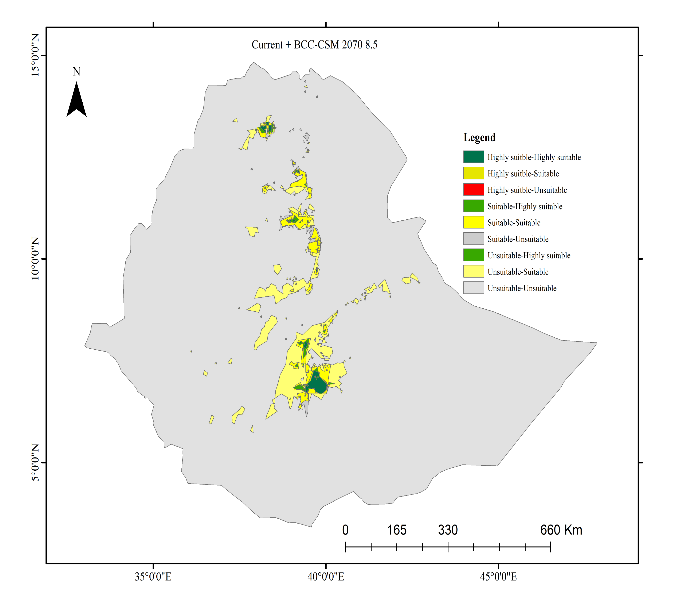 Current + BCC-CSM 2070 8.5
15°0'0"N
N
Legend
Highly suitble-Highly suitable
Highly suitble-Suitable
Highly suitble-Unsuitable
Suitable-Highly suitable
Suitable-Suitable
Suitable-Unsuitable
Unsuitable-Highly suitable
Unsuitable-Suitable
Unsuitable-Unsuitable
10°0'0"N
5°0'0"N
0 165 330 660 Km
35°0'0"E 40°0'0"E 45°0'0"E